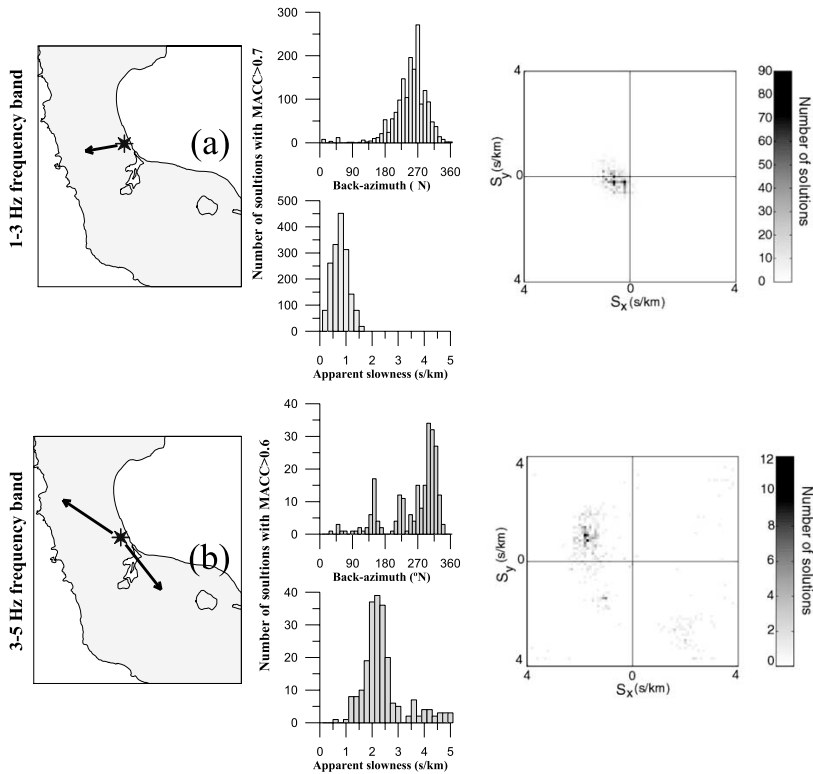 1-3 Hz frequency band
(a)
Number of soultions with MACC>0.7
300
200
100
0
0 90 180 270 360
Back-azimuth ( N)
500
400
300
400
300
0
0 1 2 3 4 5
Apparent slowness (s/km)
4
0
4
4 0 4
Sy (s/km)
Sx (s/km)
90
80
70
60
50
40
30
20
10
0
Number of solutions
3-5 Hz frequency band
(b)
Number of soultions with MACC>0.6
40
30
20
10
0
0 90 180 270 360
Back-azimuth (ºN)
40
30
20
10
0
0 1 2 3 4 5
Apparent slowness (s/km)
4
0
4
4 0 4
Sy (s/km)
Sx (s/km)
12
10
8
6
4
2
0
Number of solutions